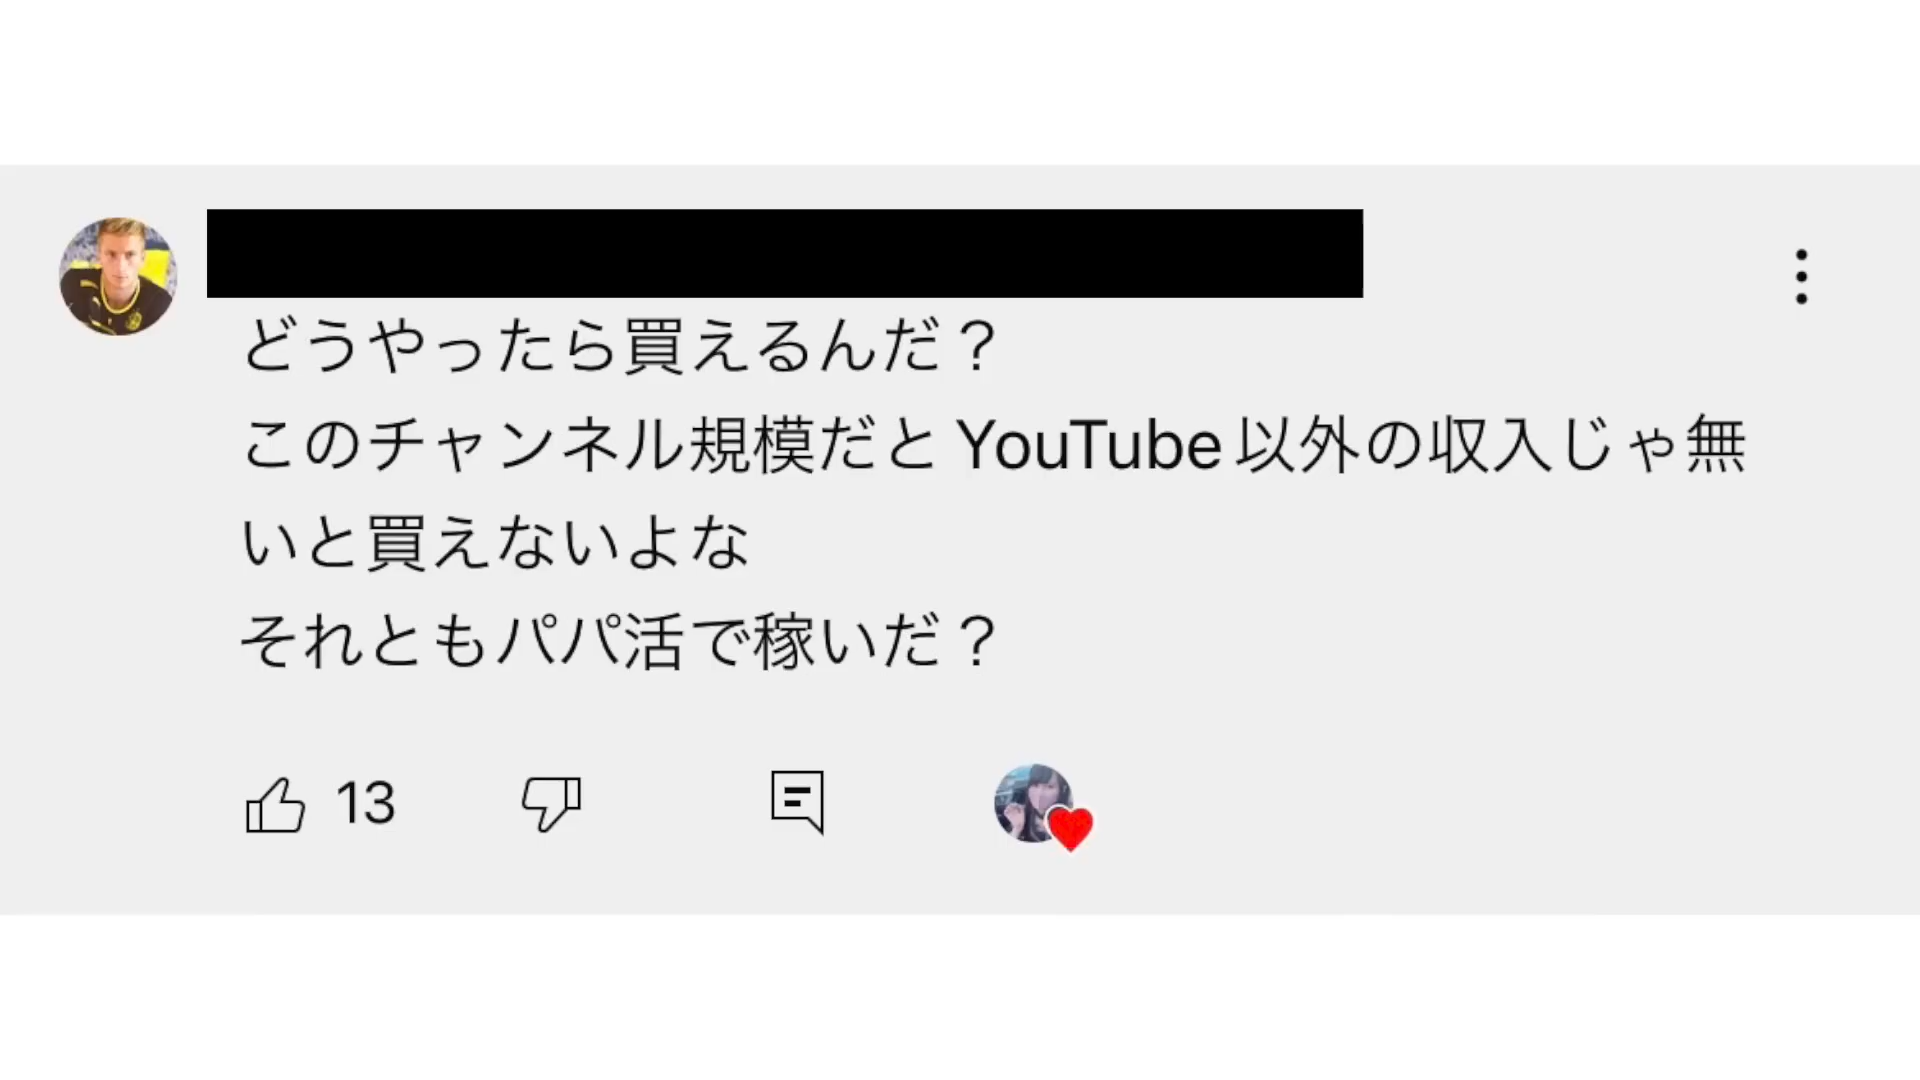 どうやったら買えるんだ？
このチャンネル規模だとYouTube以外の収入じゃ無
いと買えないよな
それともパパ活で稼いだ？
13